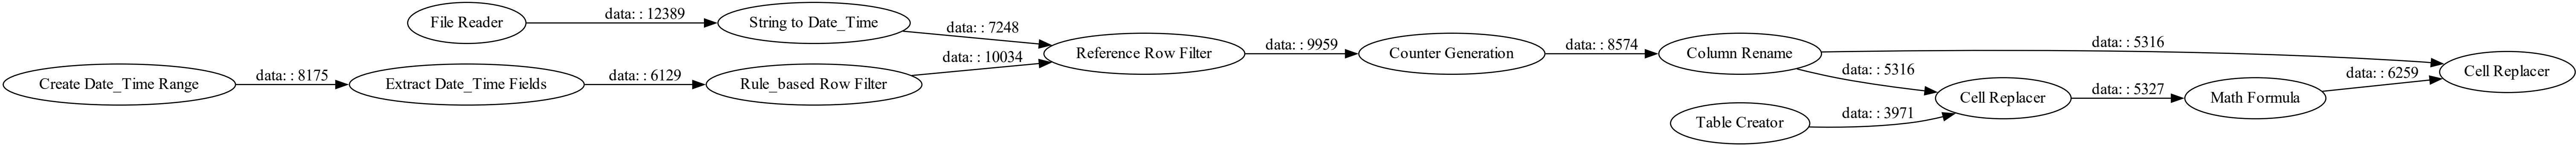 File Reader
data: : 12389
String to Date_Time
data: : 7248
Create Date_Time Range
data: : 8175
Extract Date_Time Fields
data: : 6129
Rule_based Row Filter
data: : 10034
Reference Row Filter
data: : 9959
Counter Generation
data: : 8574
Column Rename
data: : 5316
data: : 5316
Table Creator
data: : 3971
Cell Replacer
data: : 5327
Math Formula
data: : 6259
Cell Replacer